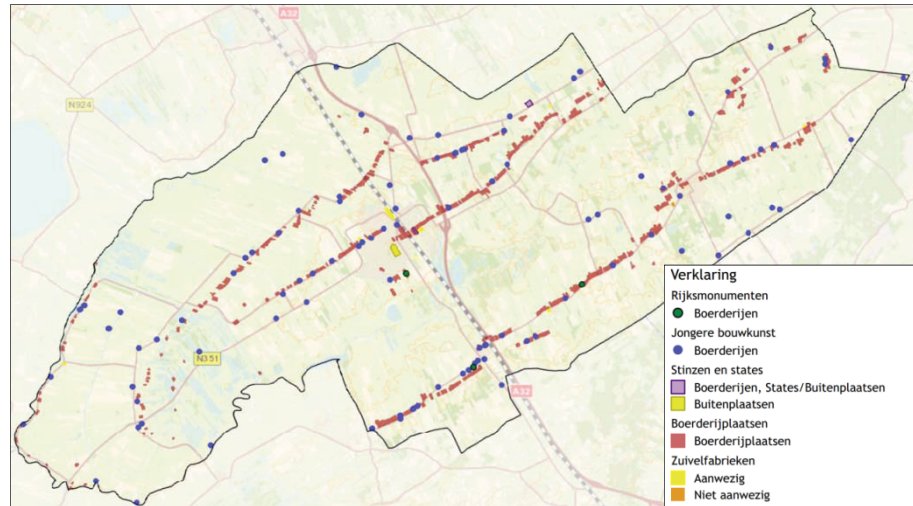 A32
N924
N351
A32
Verklaring
Rijksmonumenten
Boerderijen
Jongere bouwkunst
Boerderijen
Stinzen en states
Boerderijen, States/Buitenplaatsen
Buitenplaatsen
Boerderijplaatsen
Boerderijplaatsen
Zuivelfabrieken
Aanwezig
Niet aanwezig